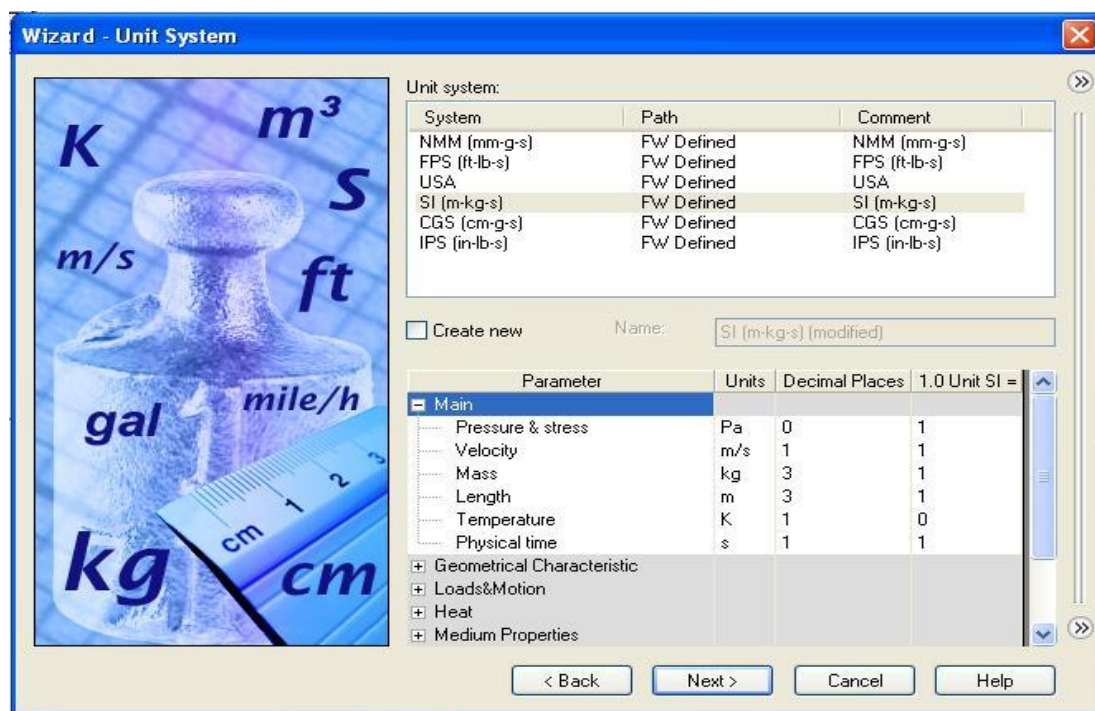 Wizard - Unit System
K
m³
s
m/s
ft
gal
mile/h
cm 1 2 3
kg
cm
Unit system:
System Path Comment
NMM (mm-g-s) FW Defined NMM (mm-g-s)
FPS (ft-lb-s) FW Defined FPS (ft-lb-s)
USA FW Defined USA
SI (m-kg-s) FW Defined SI (m-kg-s)
CGS (cm-g-s) FW Defined CGS (cm-g-s)
IPS (in-lb-s) FW Defined IPS (in-lb-s)
Create new Name: SI (m-kg-s) (modified)
Parameter Units Decimal Places 1.0 Unit SI =
Main
Pressure & stress Pa 0 1
Velocity m/s 1 1
Mass kg 3 1
Length m 3 1
Temperature K 1 0
Physical time s 1 1
Geometrical Characteristic
Loads&Motion
Heat
Medium Properties
< Back Next > Cancel Help